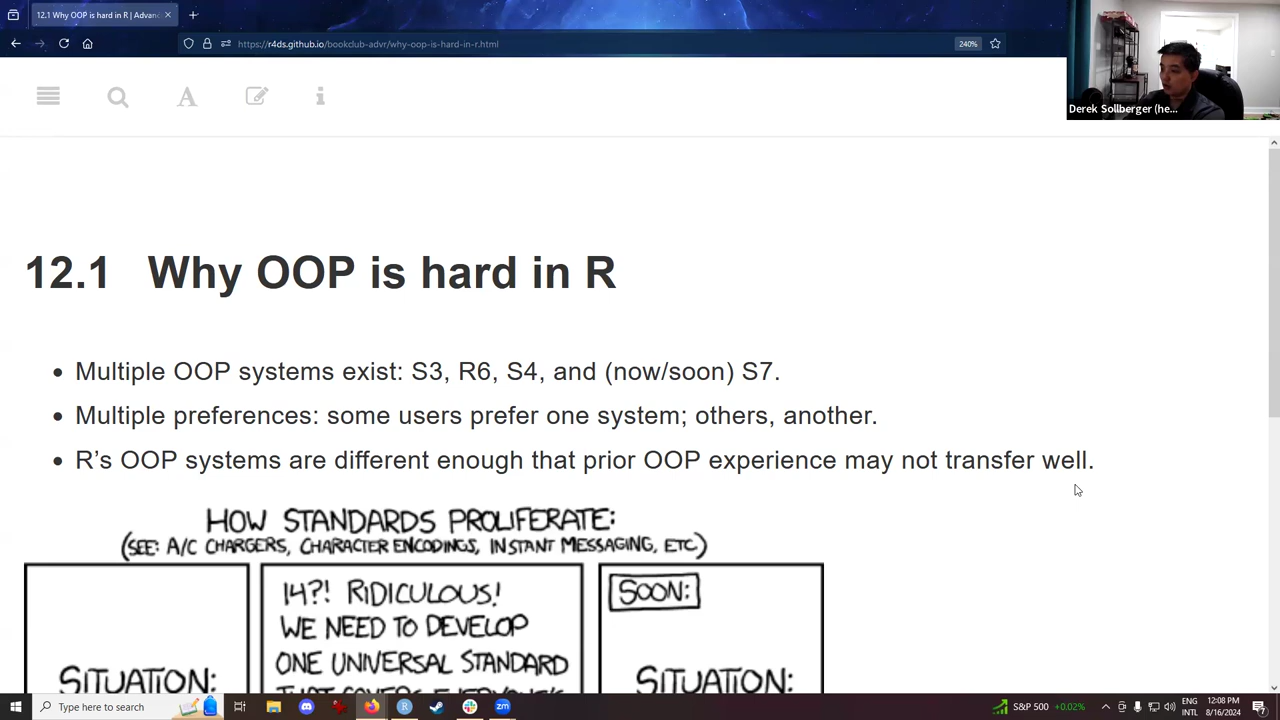 12.1 Why OOP is hard in R | Advanc
https://r4ds.github.io/bookclub-advr/why-oop-is-hard-in-r.html
240%
Derek Sollberger (he...
12.1 Why OOP is hard in R
• Multiple OOP systems exist: S3, R6, S4, and (now/soon) S7.
• Multiple preferences: some users prefer one system; others, another.
• R’s OOP systems are different enough that prior OOP experience may not transfer well.
HOW STANDARDS PROLIFERATE:
(SEE: A/C CHARGERS, CHARACTER ENCODINGS, INSTANT MESSAGING, ETC)
SITUATION:
14?! RIDICULOUS!
WE NEED TO DEVELOP
ONE UNIVERSAL STANDARD
THAT COVERS EVERYONE'S
SOON:
SITUATION:
Type here to search
S&P 500 +0.02%
ENG
INTL
12:08 PM
8/16/2024